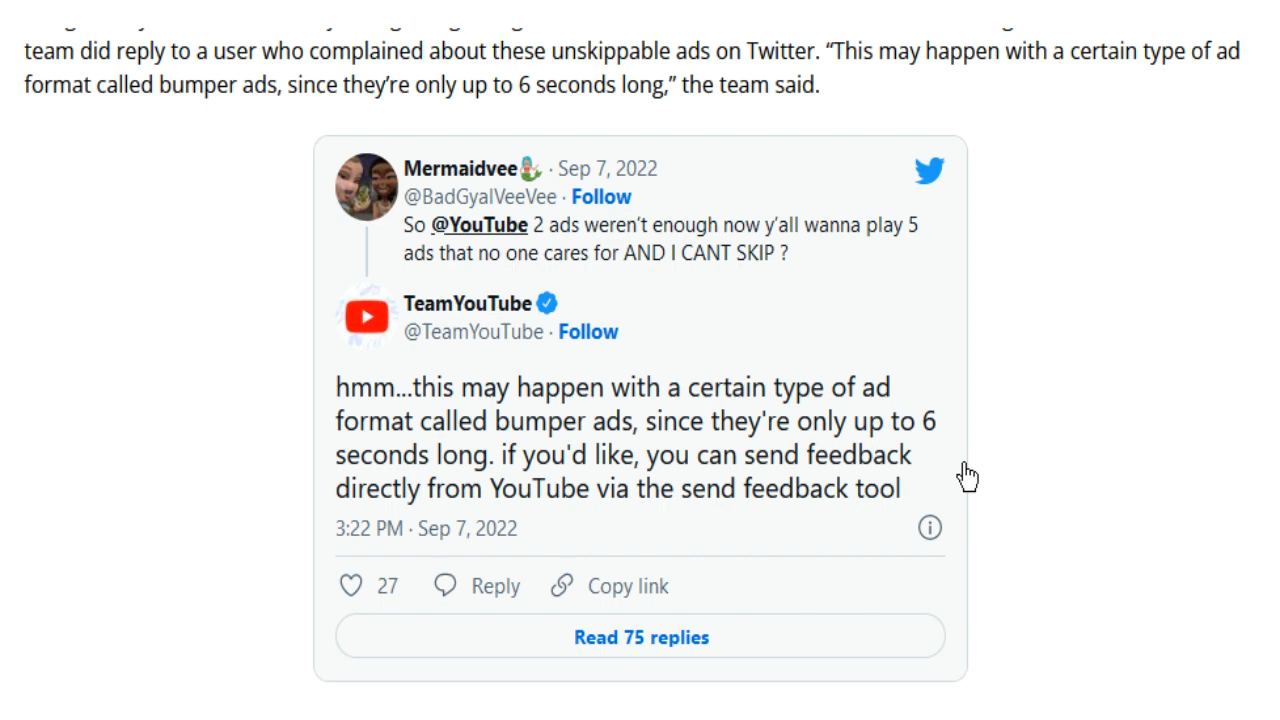 team did reply to a user who complained about these unskippable ads on Twitter. “This may happen with a certain type of ad
format called bumper ads, since they’re only up to 6 seconds long,” the team said.
Mermaidvee · Sep 7, 2022
@BadGyalVeeVee · Follow
So @YouTube 2 ads weren’t enough now y’all wanna play 5
ads that no one cares for AND I CANT SKIP ?
TeamYouTube
@TeamYouTube · Follow
hmm...this may happen with a certain type of ad
format called bumper ads, since they're only up to 6
seconds long. if you'd like, you can send feedback
directly from YouTube via the send feedback tool
3:22 PM · Sep 7, 2022
27 Reply Copy link
Read 75 replies